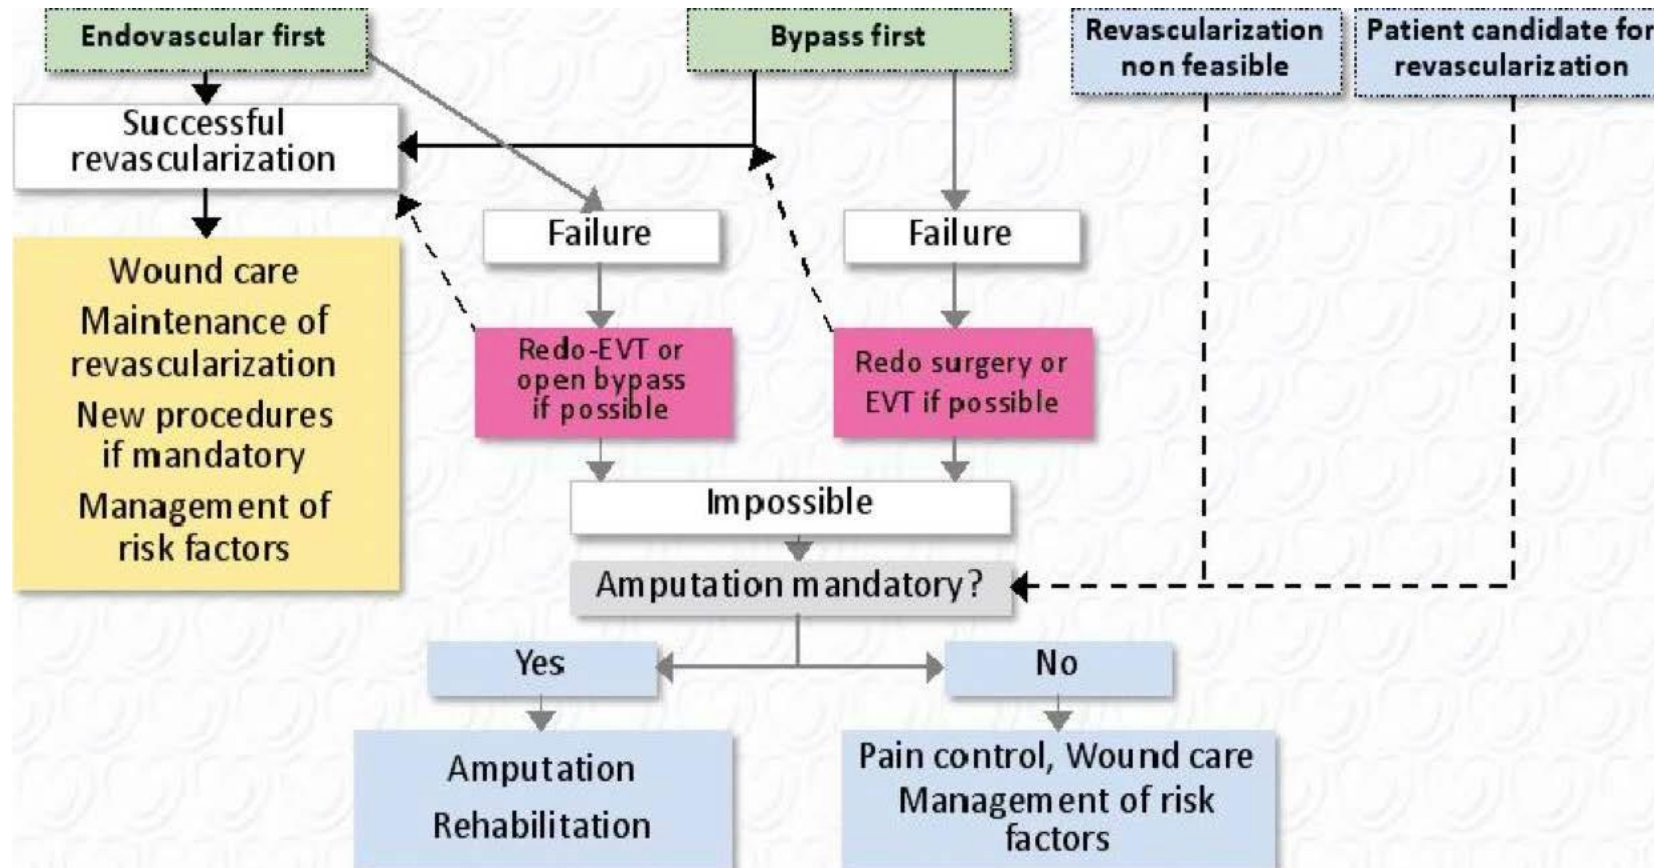 Endovascular first
Bypass first
Revascularization
non feasible
Patient candidate for
revascularization
Successful
revascularization
Failure
Failure
Wound care
Maintenance of
revascularization
New procedures
if mandatory
Management of
risk factors
Redo-EVT or
open bypass
if possible
Redo surgery or
EVT if possible
Impossible
Amputation mandatory?
Yes
No
Amputation
Rehabilitation
Pain control, Wound care
Management of risk
factors